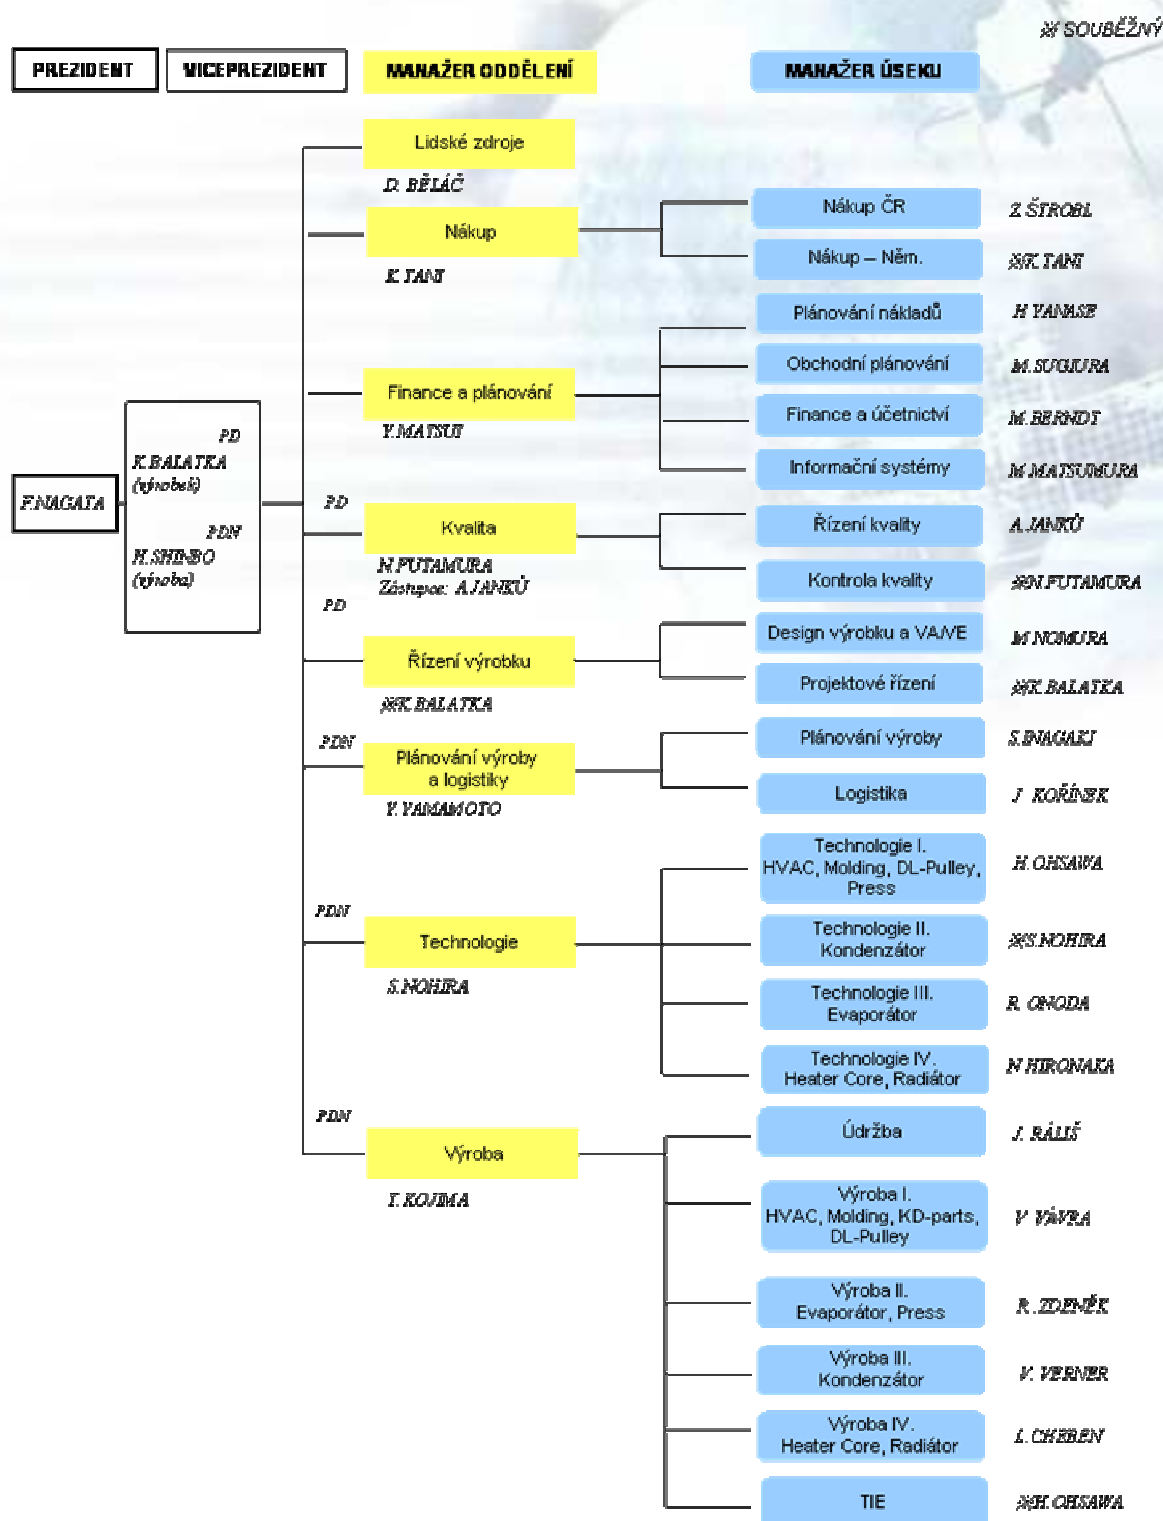 ※ SOUBĚŽNÝ
PREZIDENT
VICEPREZIDENT
MANAŽER ODDĚLENÍ
MANAŽER ÚSEKU
Lidské zdroje
D. BĚLÁČ
Nákup
K. TANI
Nákup ČR
Z. ŠTROBL
Nákup – Něm.
※K. TANI
Plánování nákladů
H. YANASE
Obchodní plánování
M. SUGIURA
Finance a plánování
Y. MATSUI
Finance a účetnictví
M. BERNDT
Informační systémy
M. MATSUMURA
F.NAGATA
PD
K.BALATKA
(výrobek)
PDN
H.SHINBO
(výroba)
PD
Kvalita
N.FUTAMURA
Zástupce: A.JANKŮ
Řízení kvality
A.JANKŮ
Kontrola kvality
※N.FUTAMURA
PD
Řízení výrobku
※K. BALATKA
Design výrobku a VA/VE
M. NOMURA
Projektové řízení
※K. BALATKA
PDN
Plánování výroby
a logistiky
Y. YAMAMOTO
Plánování výroby
S. INAGAKI
Logistika
J. KOŘÍNEK
PDN
Technologie
S. NOHIRA
Technologie I.
HVAC, Molding, DL-Pulley,
Press
H. OHSAWA
Technologie II.
Kondenzátor
※S.NOHIRA
Technologie III.
Evaporátor
R. ONODA
Technologie IV.
Heater Core, Radiátor
N.HIRONAKA
PDN
Výroba
T. KOJIMA
Údržba
J. RÁLIŠ
Výroba I.
HVAC, Molding, KD-parts,
DL-Pulley
V. VÁVRA
Výroba II.
Evaporátor, Press
R. ZDENĚK
Výroba III.
Kondenzátor
V. VERNER
Výroba IV.
Heater Core, Radiátor
L. CHEBEN
TIE
※H. OHSAWA